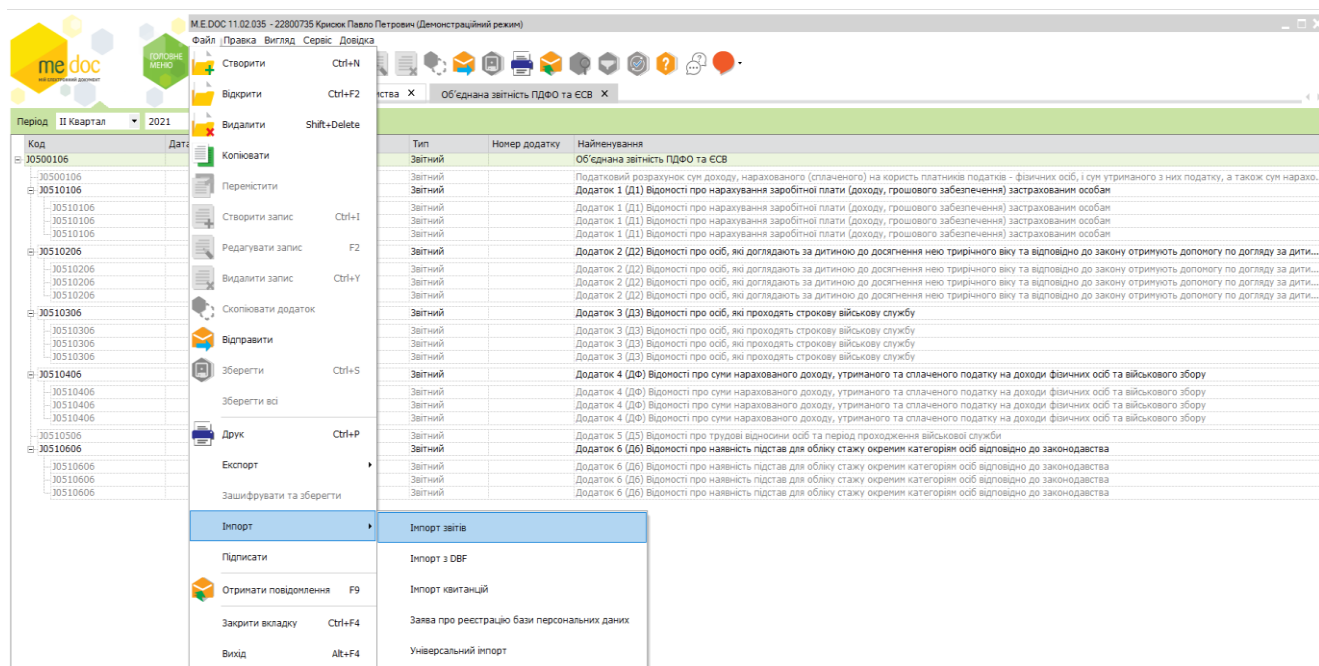 M.E.DOC 11.02.035 - 22800735 Крисюк Павло Петрович (Демонстраційний режим)
me doc
мій електронний документ
ГОЛОВНЕ
МЕНЮ
Файл Правка Вигляд Сервіс Довідка
Створити Ctrl+N
Відкрити Ctrl+F2
Видалити Shift+Delete
Копіювати
Перемістити
Створити запис Ctrl+I
Редагувати запис F2
Видалити запис Ctrl+Y
Скопіювати додаток
Відправити
Зберегти Ctrl+S
Зберегти всі
Друк Ctrl+P
Експорт
Зашифрувати та зберегти
Імпорт
Підписати
Отримати повідомлення F9
Закрити вкладку Ctrl+F4
Вихід Alt+F4
Імпорт звітів
Імпорт з DBF
Імпорт квитанцій
Заява про реєстрацію бази персональних даних
Універсальний імпорт
ства X Об'єднана звітність ПДФО та ЄСВ X
Період II Квартал 2021
Код Дата Тип Номер додатку Найменування
J0500106 Звітний Об'єднана звітність ПДФО та ЄСВ
J0500106 Звітний Податковий розрахунок сум доходу, нарахованого (сплаченого) на користь платників податків - фізичних осіб, і сум утриманого з них податку, а також сум нарахо...
J0510106 Звітний Додаток 1 (Д1) Відомості про нарахування заробітної плати (доходу, грошового забезпечення) застрахованим особам
J0510106 Звітний Додаток 1 (Д1) Відомості про нарахування заробітної плати (доходу, грошового забезпечення) застрахованим особам
J0510106 Звітний Додаток 1 (Д1) Відомості про нарахування заробітної плати (доходу, грошового забезпечення) застрахованим особам
J0510106 Звітний Додаток 1 (Д1) Відомості про нарахування заробітної плати (доходу, грошового забезпечення) застрахованим особам
J0510206 Звітний Додаток 2 (Д2) Відомості про осіб, які доглядають за дитиною до досягнення нею трирічного віку та відповідно до закону отримують допомогу по догляду за дити...
J0510206 Звітний Додаток 2 (Д2) Відомості про осіб, які доглядають за дитиною до досягнення нею трирічного віку та відповідно до закону отримують допомогу по догляду за дити...
J0510206 Звітний Додаток 2 (Д2) Відомості про осіб, які доглядають за дитиною до досягнення нею трирічного віку та відповідно до закону отримують допомогу по догляду за дити...
J0510206 Звітний Додаток 2 (Д2) Відомості про осіб, які доглядають за дитиною до досягнення нею трирічного віку та відповідно до закону отримують допомогу по догляду за дити...
J0510306 Звітний Додаток 3 (Д3) Відомості про осіб, які проходять строкову військову службу
J0510306 Звітний Додаток 3 (Д3) Відомості про осіб, які проходять строкову військову службу
J0510306 Звітний Додаток 3 (Д3) Відомості про осіб, які проходять строкову військову службу
J0510306 Звітний Додаток 3 (Д3) Відомості про осіб, які проходять строкову військову службу
J0510406 Звітний Додаток 4 (ДФ) Відомості про суми нарахованого доходу, утриманого та сплаченого податку на доходи фізичних осіб та військового збору
J0510406 Звітний Додаток 4 (ДФ) Відомості про суми нарахованого доходу, утриманого та сплаченого податку на доходи фізичних осіб та військового збору
J0510406 Звітний Додаток 4 (ДФ) Відомості про суми нарахованого доходу, утриманого та сплаченого податку на доходи фізичних осіб та військового збору
J0510406 Звітний Додаток 4 (ДФ) Відомості про суми нарахованого доходу, утриманого та сплаченого податку на доходи фізичних осіб та військового збору
J0510506 Звітний Додаток 5 (Д5) Відомості про трудові відносини осіб та період проходження військової служби
J0510606 Звітний Додаток 6 (Д6) Відомості про наявність підстав для обліку стажу окремим категоріям осіб відповідно до законодавства
J0510606 Звітний Додаток 6 (Д6) Відомості про наявність підстав для обліку стажу окремим категоріям осіб відповідно до законодавства
J0510606 Звітний Додаток 6 (Д6) Відомості про наявність підстав для обліку стажу окремим категоріям осіб відповідно до законодавства
J0510606 Звітний Додаток 6 (Д6) Відомості про наявність підстав для обліку стажу окремим категоріям осіб відповідно до законодавства